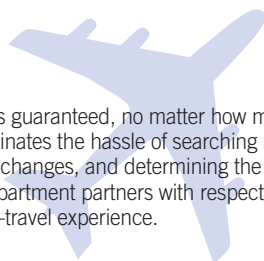 s guaranteed, no matter how m
inates the hassle of searching
changes, and determining the
partment partners with respect
-travel experience.